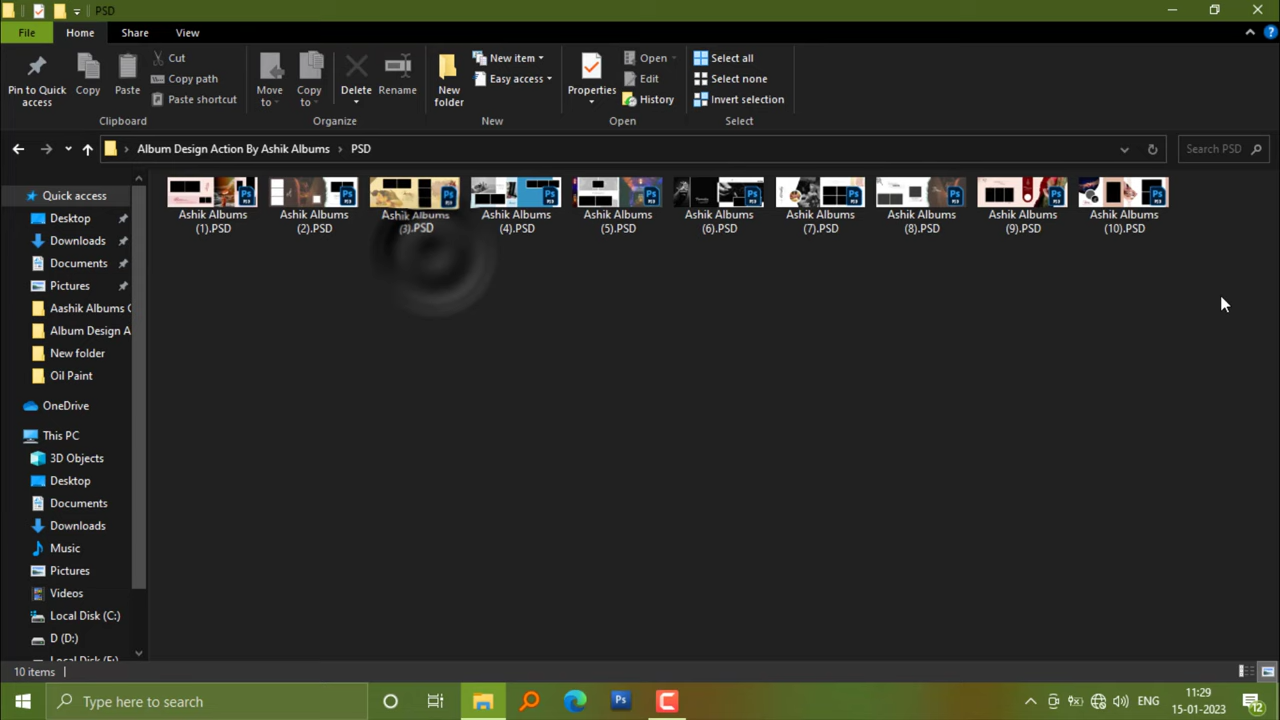 PSD
File Home Share View
Pin to Quick access
Copy
Paste
Cut
Copy path
Paste shortcut
Clipboard
Move to
Copy to
Delete
Rename
Organize
New folder
New item
Easy access
New
Properties
Open
Edit
History
Open
Select all
Select none
Invert selection
Select
Album Design Action By Ashik Albums > PSD
Search PSD
Ashik Albums (1).PSD
Ashik Albums (2).PSD
Ashik Albums (3).PSD
Ashik Albums (4).PSD
Ashik Albums (5).PSD
Ashik Albums (6).PSD
Ashik Albums (7).PSD
Ashik Albums (8).PSD
Ashik Albums (9).PSD
Ashik Albums (10).PSD
Quick access
Desktop
Downloads
Documents
Pictures
Aashik Albums
Album Design A
New folder
Oil Paint
OneDrive
This PC
3D Objects
Desktop
Documents
Downloads
Music
Pictures
Videos
Local Disk (C:)
D (D:)
10 items
Type here to search
Ps
ENG
11:29
15-01-2023
12